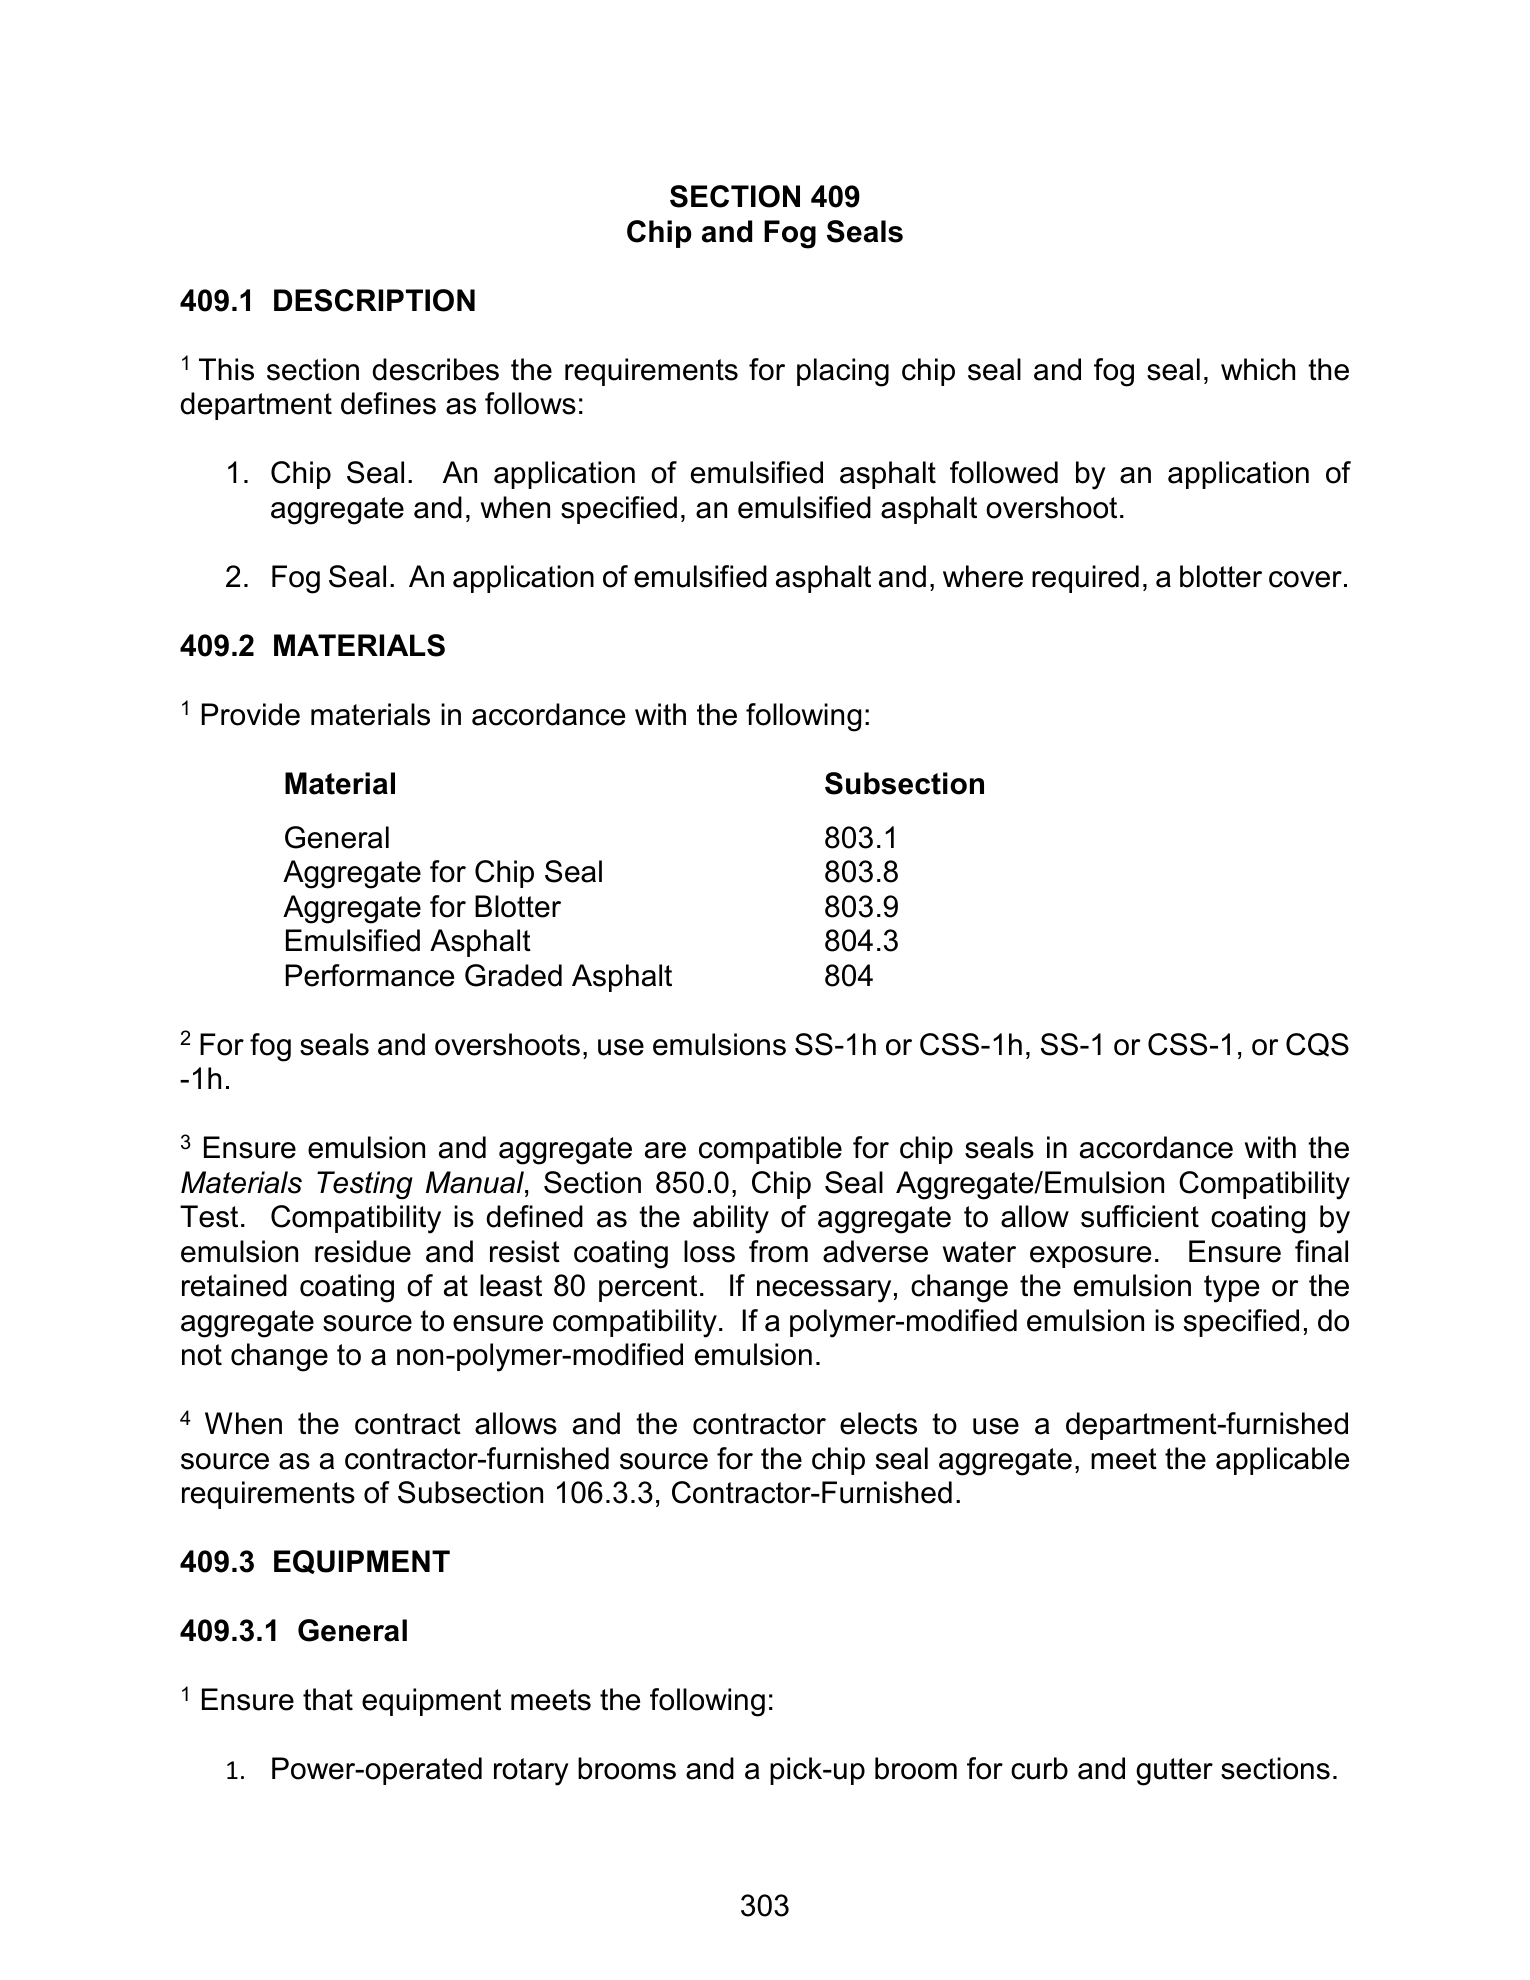 SECTION 409
Chip and Fog Seals
409.1 DESCRIPTION
1 This section describes the requirements for placing chip seal and fog seal, which the
department defines as follows:
1. Chip Seal. An application of emulsified asphalt followed by an application of
aggregate and, when specified, an emulsified asphalt overshoot.
2. Fog Seal. An application of emulsified asphalt and, where required, a blotter cover.
409.2 MATERIALS
1 Provide materials in accordance with the following:
Material Subsection
General 803.1
Aggregate for Chip Seal 803.8
Aggregate for Blotter 803.9
Emulsified Asphalt 804.3
Performance Graded Asphalt 804
2 For fog seals and overshoots, use emulsions SS-1h or CSS-1h, SS-1 or CSS-1, or CQS
-1h.
3 Ensure emulsion and aggregate are compatible for chip seals in accordance with the
Materials Testing Manual, Section 850.0, Chip Seal Aggregate/Emulsion Compatibility
Test. Compatibility is defined as the ability of aggregate to allow sufficient coating by
emulsion residue and resist coating loss from adverse water exposure. Ensure final
retained coating of at least 80 percent. If necessary, change the emulsion type or the
aggregate source to ensure compatibility. If a polymer-modified emulsion is specified, do
not change to a non-polymer-modified emulsion.
4 When the contract allows and the contractor elects to use a department-furnished
source as a contractor-furnished source for the chip seal aggregate, meet the applicable
requirements of Subsection 106.3.3, Contractor-Furnished.
409.3 EQUIPMENT
409.3.1 General
1 Ensure that equipment meets the following:
1. Power-operated rotary brooms and a pick-up broom for curb and gutter sections.
303